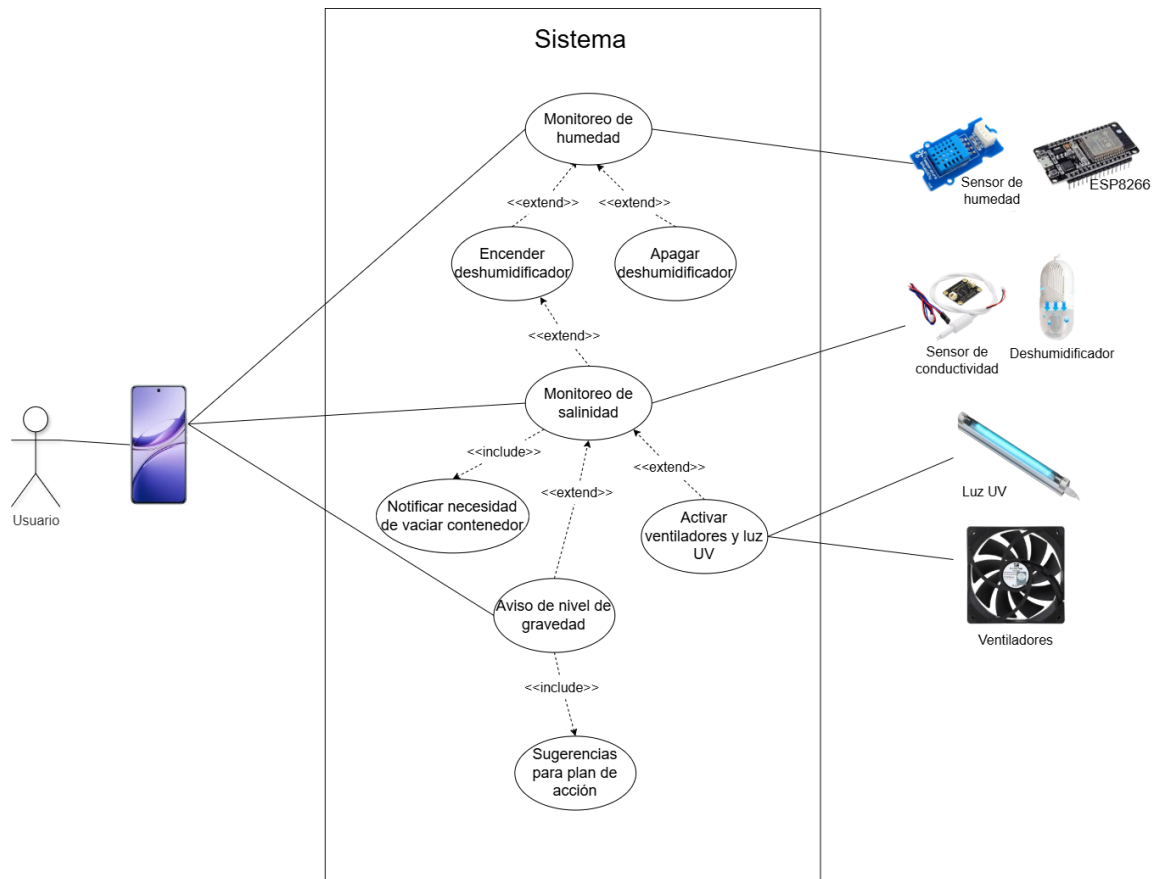 Sistema
Monitoreo de
humedad
<<extend>>
<<extend>>
Encender
deshumidificador
Apagar
deshumidificador
<<extend>>
Monitoreo de
salinidad
<<include>>
<<extend>>
<<extend>>
Notificar necesidad
de vaciar contenedor
Activar
ventiladores y luz
UV
Aviso de nivel de
gravedad
<<include>>
Sugerencias
para plan de
acción
Usuario
Sensor de
humedad
ESP8266
Sensor de
conductividad
Deshumidificador
Luz UV
Ventiladores